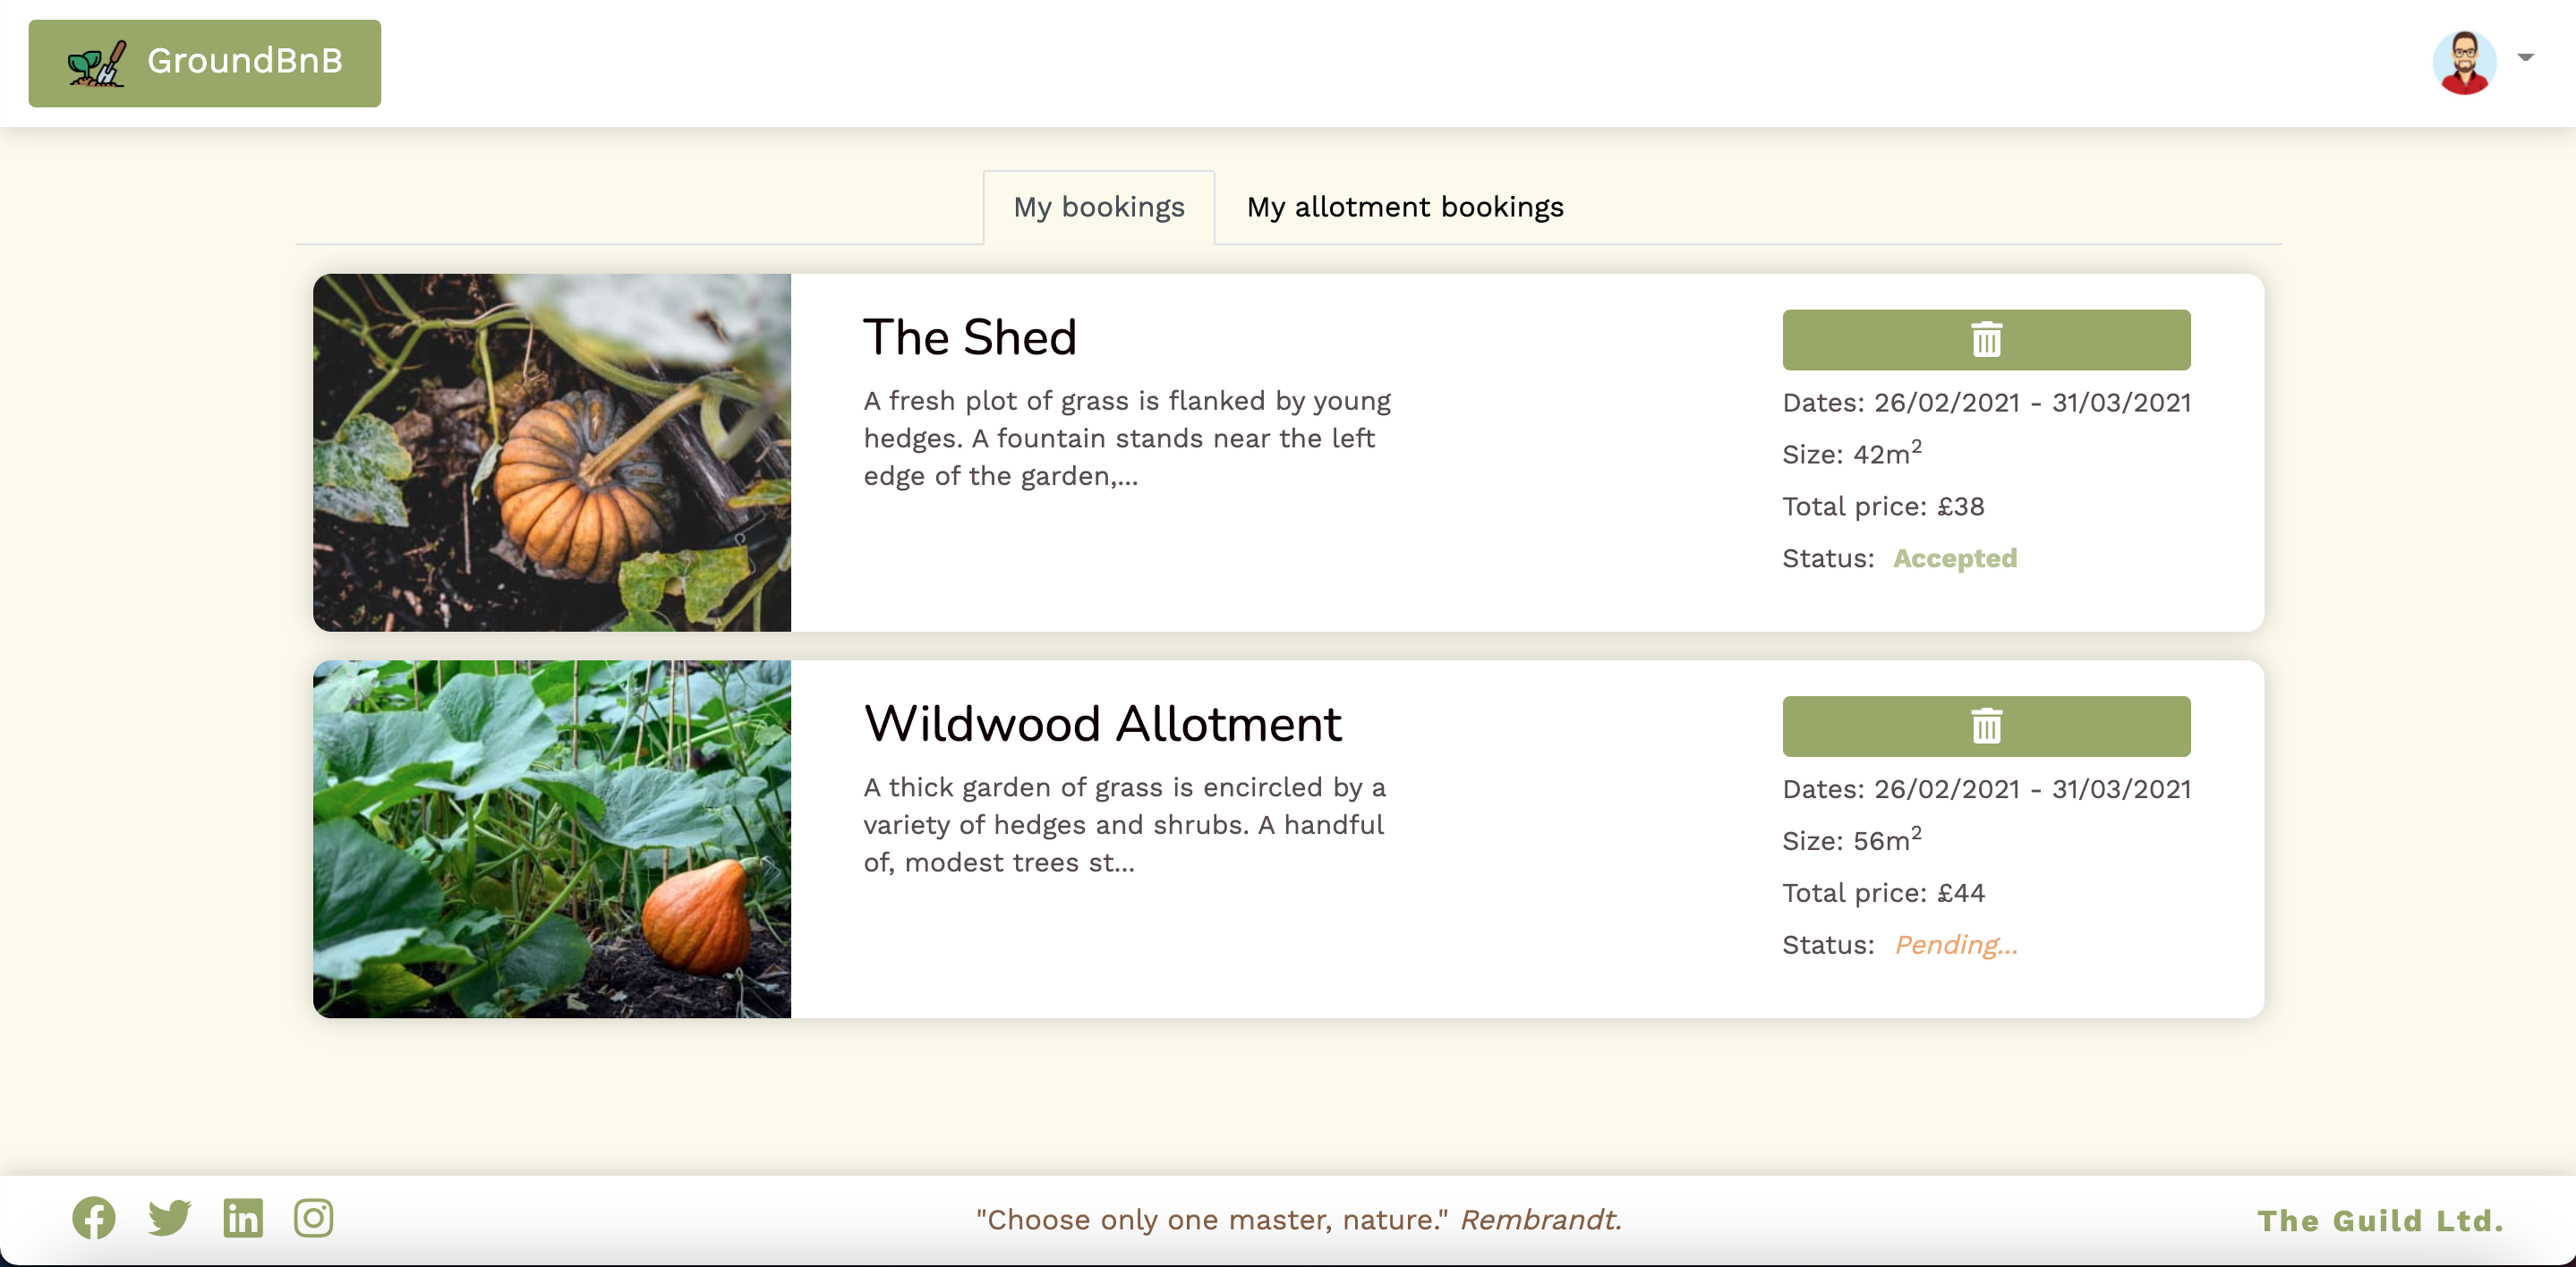 GroundBnB
My bookings
My allotment bookings
The Shed
A fresh plot of grass is flanked by young
hedges. A fountain stands near the left
edge of the garden,...
Dates: 26/02/2021 - 31/03/2021
Size: 42m²
Total price: £38
Status: Accepted
Wildwood Allotment
A thick garden of grass is encircled by a
variety of hedges and shrubs. A handful
of, modest trees st...
Dates: 26/02/2021 - 31/03/2021
Size: 56m²
Total price: £44
Status: Pending...
"Choose only one master, nature." Rembrandt.
The Guild Ltd.